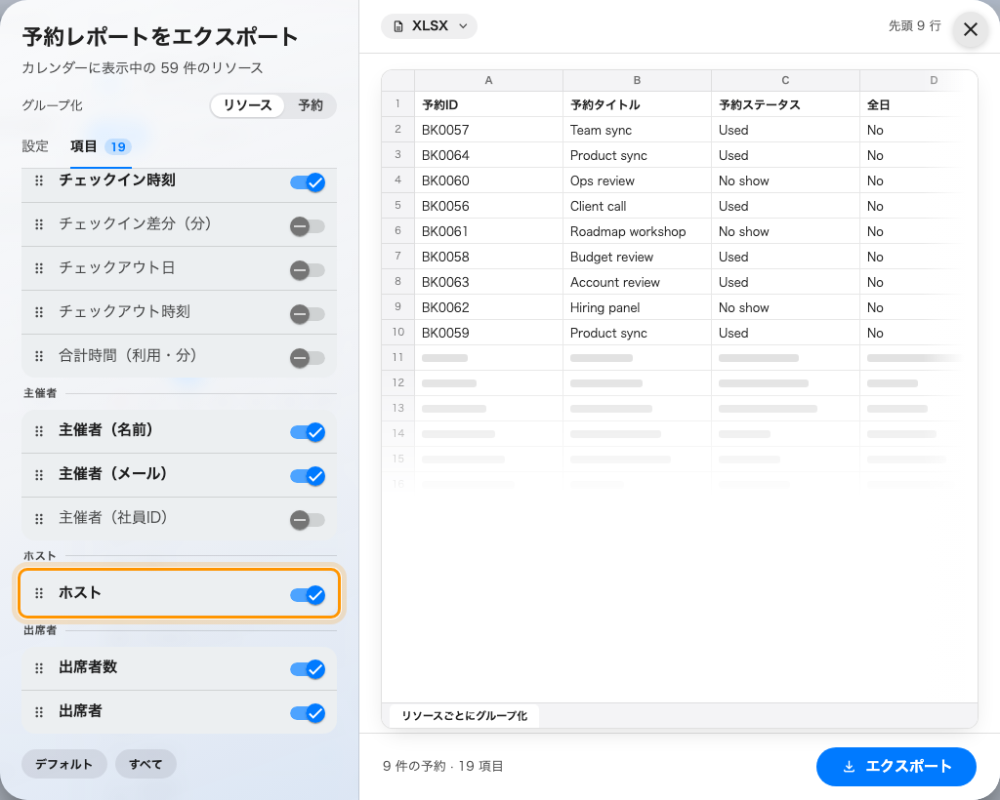 予約レポートをエクスポート
カレンダーに表示中の 59 件のリソース
グループ化
リソース 予約
設定 項目 19
チェックイン時刻
チェックイン差分（分）
チェックアウト日
チェックアウト時刻
合計時間（利用・分）
主催者
主催者（名前）
主催者（メール）
主催者（社員ID）
ホスト
ホスト
出席者
出席者数
出席者
デフォルト すべて
XLSX
先頭 9 行
A B C D
1 予約ID 予約タイトル 予約ステータス 全日
2 BK0057 Team sync Used No
3 BK0064 Product sync Used No
4 BK0060 Ops review No show No
5 BK0056 Client call Used No
6 BK0061 Roadmap workshop No show No
7 BK0058 Budget review Used No
8 BK0063 Account review Used No
9 BK0062 Hiring panel No show No
10 BK0059 Product sync Used No
11
12
13
14
15
16
リソースごとにグループ化
9 件の予約 · 19 項目
エクスポート